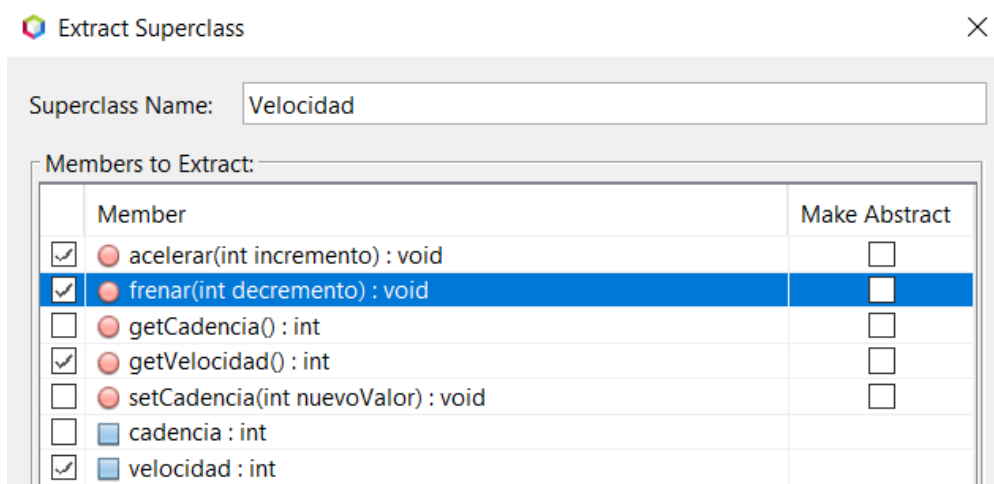 Extract Superclass
Superclass Name: Velocidad
Members to Extract:
Member Make Abstract
acelerar(int incremento) : void
frenar(int decremento) : void
getCadencia() : int
getVelocidad() : int
setCadencia(int nuevoValor) : void
cadencia : int
velocidad : int